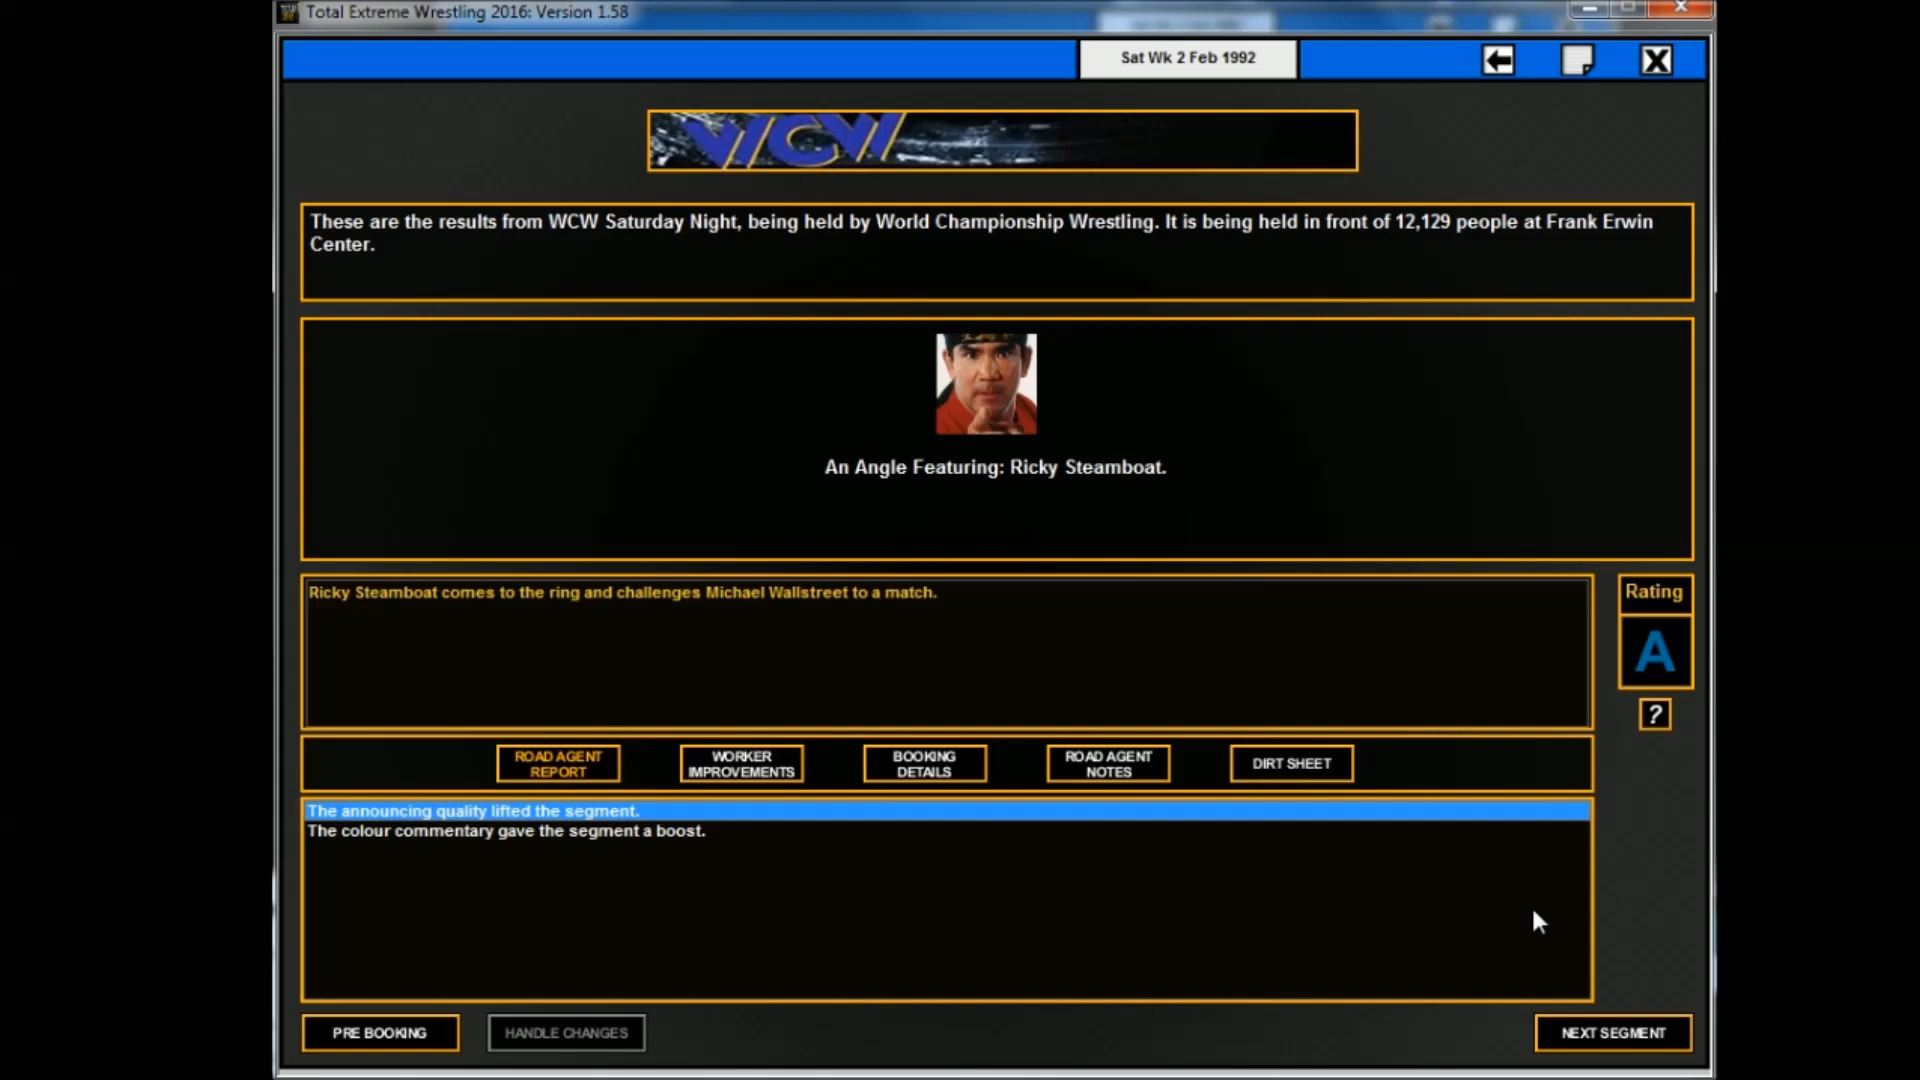 Total Extreme Wrestling 2016: Version 1.58
Sat Wk 2 Feb 1992
WCW
These are the results from WCW Saturday Night, being held by World Championship Wrestling. It is being held in front of 12,129 people at Frank Erwin
Center.
An Angle Featuring: Ricky Steamboat.
Ricky Steamboat comes to the ring and challenges Michael Wallstreet to a match.
Rating
A
?
ROAD AGENT
REPORT
WORKER
IMPROVEMENTS
BOOKING
DETAILS
ROAD AGENT
NOTES
DIRT SHEET
The announcing quality lifted the segment.
The colour commentary gave the segment a boost.
PRE BOOKING
HANDLE CHANGES
NEXT SEGMENT